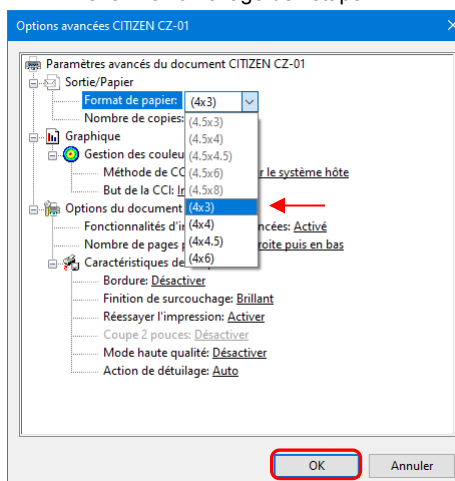 Options avancées CITIZEN CZ-01
Paramètres avancés du document CITIZEN CZ-01
Sortie/Papier
Format de papier: (4x3)
Nombre de copies:
(4.5x3)
Graphique
(4.5x4)
Gestion des couleu
(4.5x4.5)
Méthode de CC
(4.5x6)
r le système hôte
But de la CCI:
(4.5x8)
Options du document
(4x3)
Fonctionnalités d'i
(4x4)
ncées: Activé
Nombre de pages
(4x4.5)
roite puis en bas
Caractéristiques de
(4x6)
Bordure: Désactiver
Finition de surcouchage: Brillant
Réessayer l'impression: Activer
Coupe 2 pouces: Désactiver
Mode haute qualité: Désactiver
Action de détuilage: Auto
OK Annuler